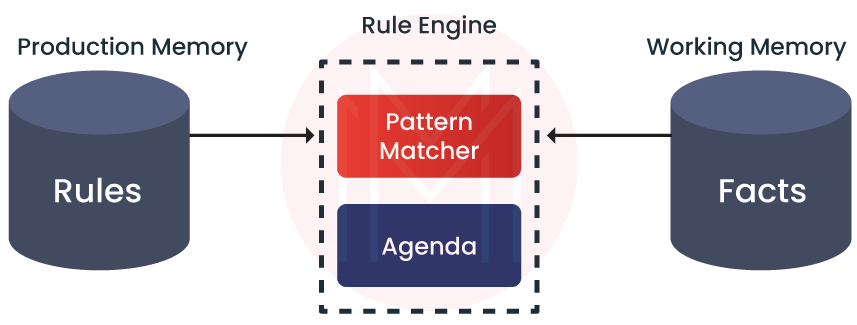 Rule Engine
Production Memory
Working Memory
Pattern
Matcher
Rules
Facts
Agenda